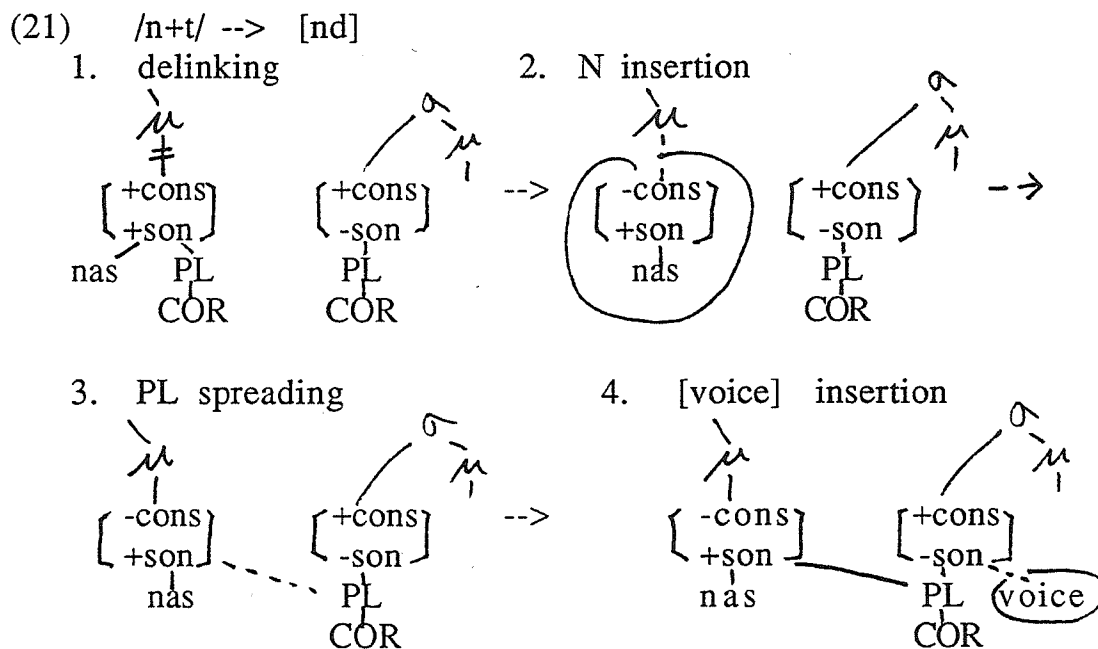 (21) /n+t/ --> [nd]
1. delinking 2. N insertion
μ σ μ μ σ μ
[+cons] [+cons] --> [-cons] [+cons] -->
[+son] [-son] [+son] [-son]
nas PL PL nas PL
COR COR COR
3. PL spreading 4. [voice] insertion
μ σ μ μ σ μ
[-cons] [+cons] --> [-cons] [+cons]
[+son] [-son] [+son] [-son]
nas PL nas PL voice
COR COR